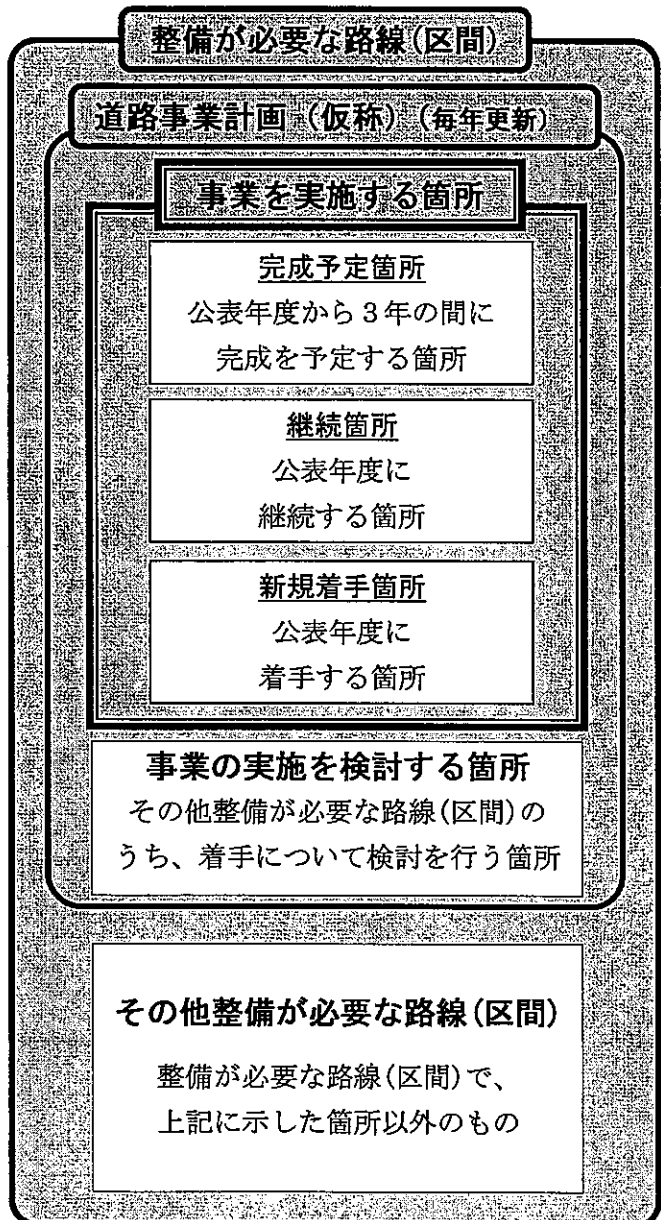 整備が必要な路線(区間)
道路事業計画（仮称）（毎年更新）
事業を実施する箇所
完成予定箇所
公表年度から３年の間に
完成を予定する箇所
継続箇所
公表年度に
継続する箇所
新規着手箇所
公表年度に
着手する箇所
事業の実施を検討する箇所
その他整備が必要な路線(区間)の
うち、着手について検討を行う箇所
その他整備が必要な路線(区間)
整備が必要な路線(区間)で、
上記に示した箇所以外のもの